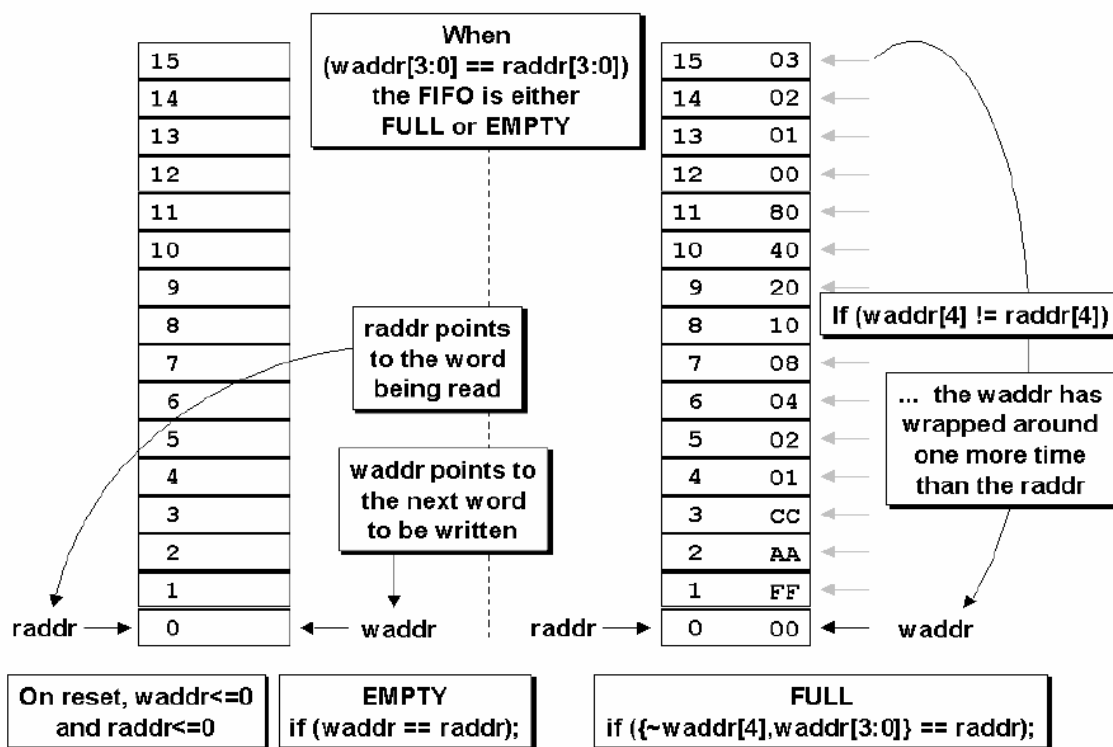 When
(waddr[3:0] == raddr[3:0])
the FIFO is either
FULL or EMPTY
15
14
13
12
11
10
9
8
7
6
5
4
3
2
1
0
raddr
waddr
raddr points
to the word
being read
waddr points to
the next word
to be written
15 03
14 02
13 01
12 00
11 80
10 40
9 20
8 10
7 08
6 04
5 02
4 01
3 CC
2 AA
1 FF
0 00
raddr
waddr
If (waddr[4] != raddr[4])
... the waddr has
wrapped around
one more time
than the raddr
On reset, waddr<=0
and raddr<=0
EMPTY
if (waddr == raddr);
FULL
if ({~waddr[4],waddr[3:0]} == raddr);